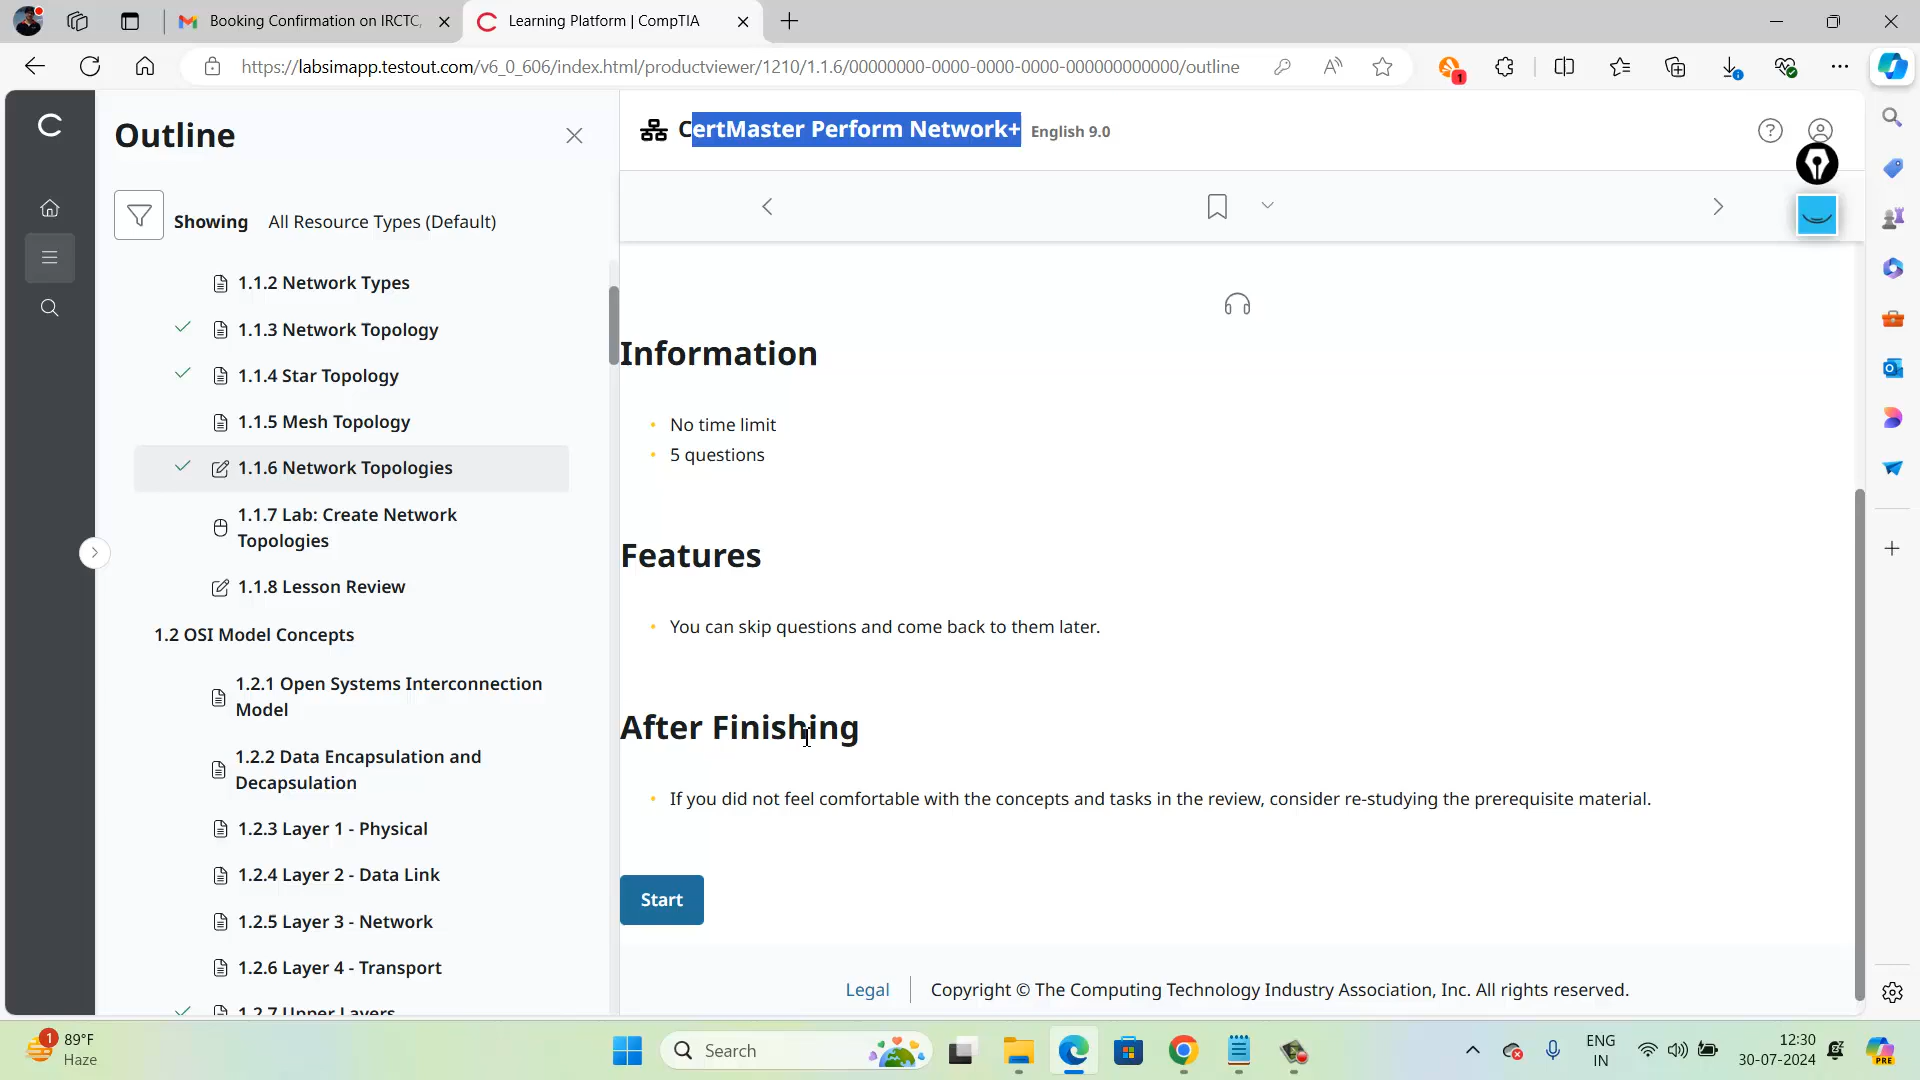 Booking Confirmation on IRCTC,
Learning Platform | CompTIA
https://labsimapp.testout.com/v6_0_606/index.html/productviewer/1210/1.1.6/00000000-0000-0000-0000-000000000000/outline
1
Outline
CertMaster Perform Network+ English 9.0
Showing All Resource Types (Default)
1.1.2 Network Types
1.1.3 Network Topology
1.1.4 Star Topology
1.1.5 Mesh Topology
1.1.6 Network Topologies
1.1.7 Lab: Create Network
Topologies
1.1.8 Lesson Review
1.2 OSI Model Concepts
1.2.1 Open Systems Interconnection
Model
1.2.2 Data Encapsulation and
Decapsulation
1.2.3 Layer 1 - Physical
1.2.4 Layer 2 - Data Link
1.2.5 Layer 3 - Network
1.2.6 Layer 4 - Transport
1.2.7 Upper Layers
Information
• No time limit
• 5 questions
Features
• You can skip questions and come back to them later.
After Finishing
• If you did not feel comfortable with the concepts and tasks in the review, consider re-studying the prerequisite material.
Start
Legal
Copyright © The Computing Technology Industry Association, Inc. All rights reserved.
1
89°F
Haze
Search
ENG
IN
12:30
30-07-2024
PRE